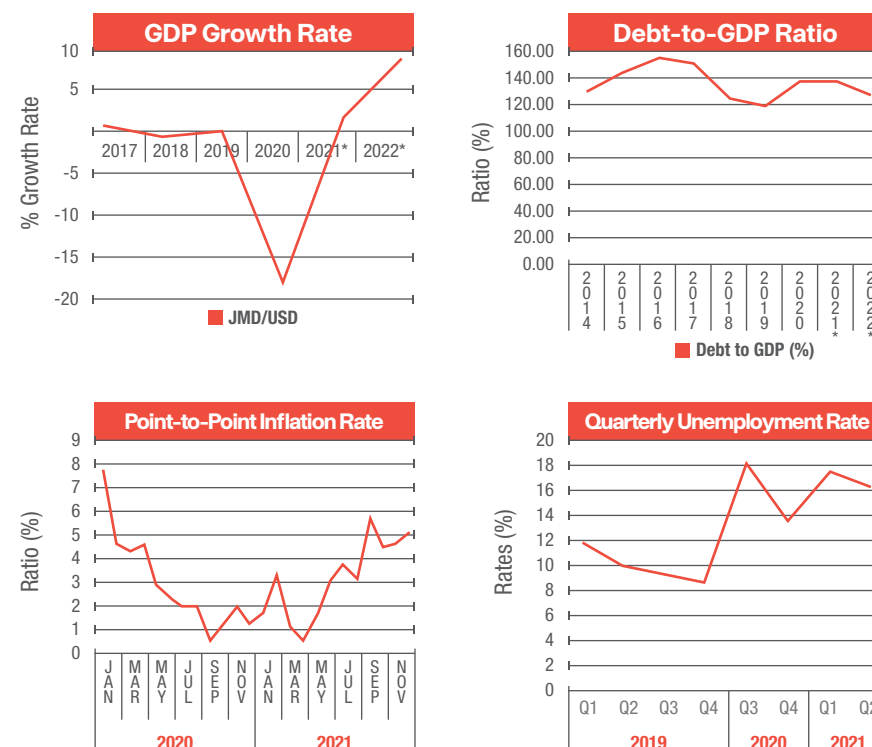 GDP Growth Rate
% Growth Rate
10
5
-5
-10
-15
-20
2017 2018 2019 2020 2021* 2022*
JMD/USD
Debt-to-GDP Ratio
Ratio (%)
160.00
140.00
120.00
100.00
80.00
60.00
40.00
20.00
0.00
2014 2015 2016 2017 2018 2019 2020 2021* 2022*
Debt to GDP (%)
Point-to-Point Inflation Rate
Ratio (%)
9
8
7
6
5
4
3
2
1
0
JAN MAR MAY JUL SEP NOV JAN MAR MAY JUL SEP NOV
2020 2021
Quarterly Unemployment Rate
Rates (%)
20
18
16
14
12
10
8
6
4
2
0
Q1 Q2 Q3 Q4 Q3 Q4 Q1 Q2
2019 2020 2021